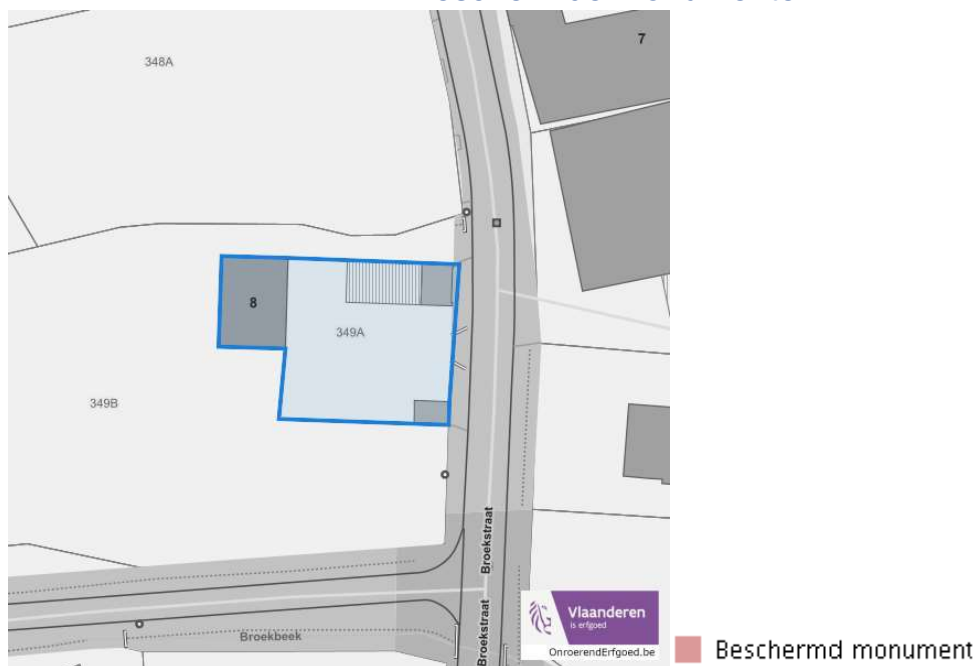 7
348A
8
349A
349B
Broekstraat
Broekstraat
Broekbeek
Vlaanderen
is erfgoed
OnroerendErfgoed.be
Beschermd monument